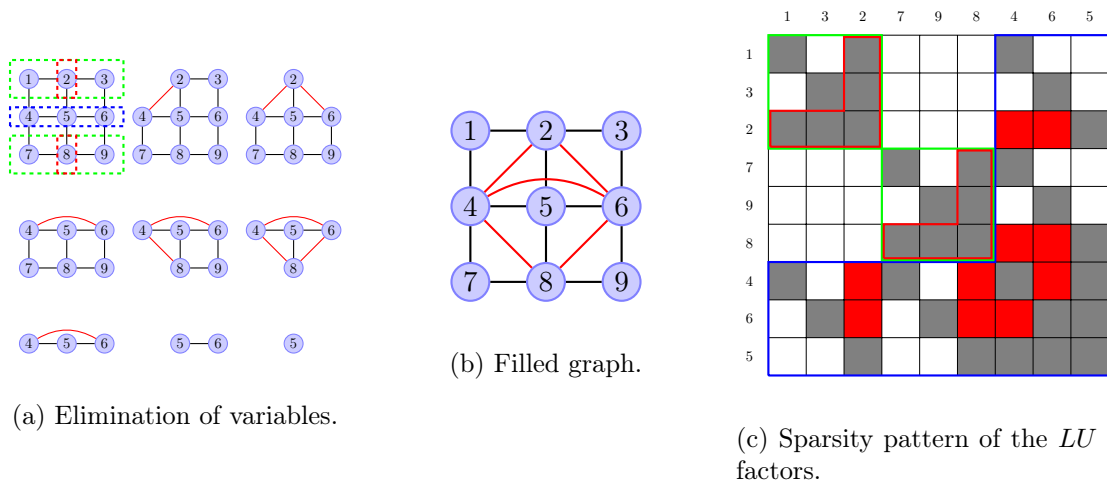 1 2 3
4 5 6
7 8 9
2 3
4 5 6
7 8 9
2
4 5 6
7 8 9
4 5 6
7 8 9
4 5 6
8 9
4 5 6
8
4 5 6
5 6
5
(a) Elimination of variables.
1 2 3
4 5 6
7 8 9
(b) Filled graph.
1 3 2 7 9 8 4 6 5
1
3
2
7
9
8
4
6
5
(c) Sparsity pattern of the LU
factors.